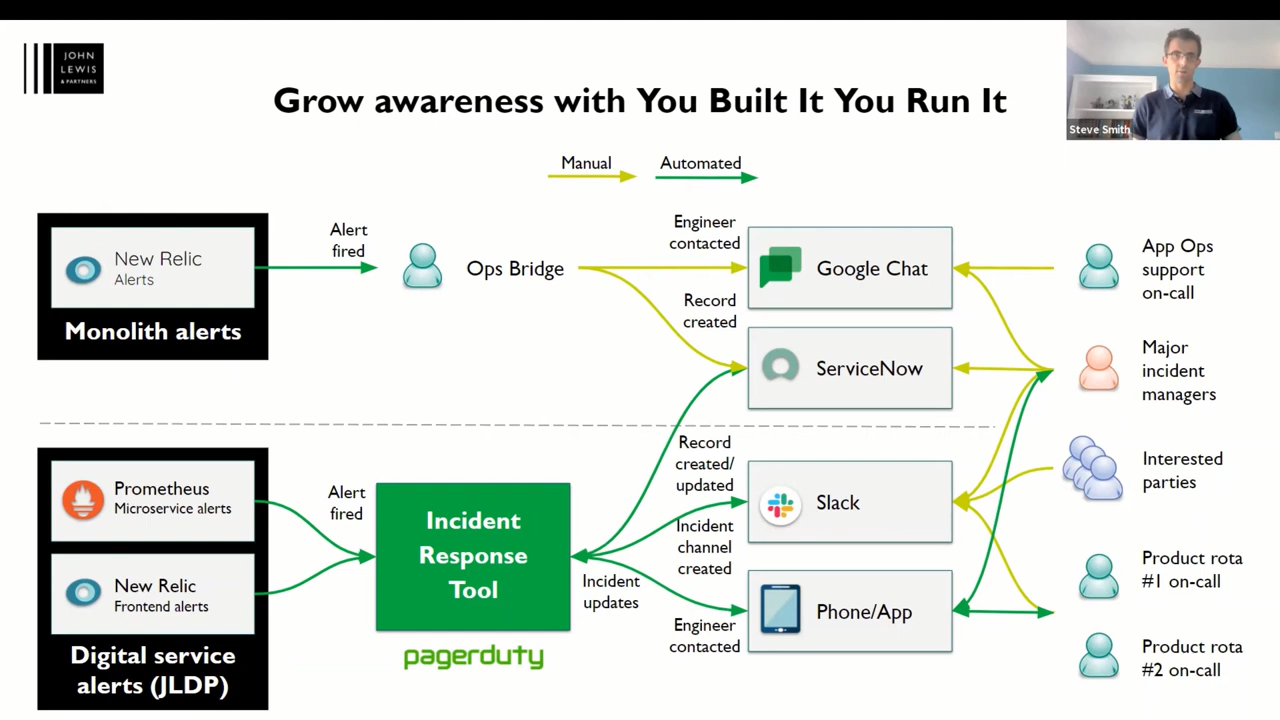 JOHN
LEWIS
& PARTNERS
Grow awareness with You Built It You Run It
Steve Smith
Manual
Automated
New Relic
Alerts
Monolith alerts
Alert
fired
Ops Bridge
Engineer
contacted
Record
created
Google Chat
ServiceNow
App Ops
support
on-call
Major
incident
managers
Prometheus
Microservice alerts
New Relic
Frontend alerts
Digital service
alerts (JLDP)
Alert
fired
Incident
Response
Tool
pagerduty
Record
created/
updated
Incident
channel
created
Incident
updates
Engineer
contacted
Slack
Phone/App
Interested
parties
Product rota
#1 on-call
Product rota
#2 on-call